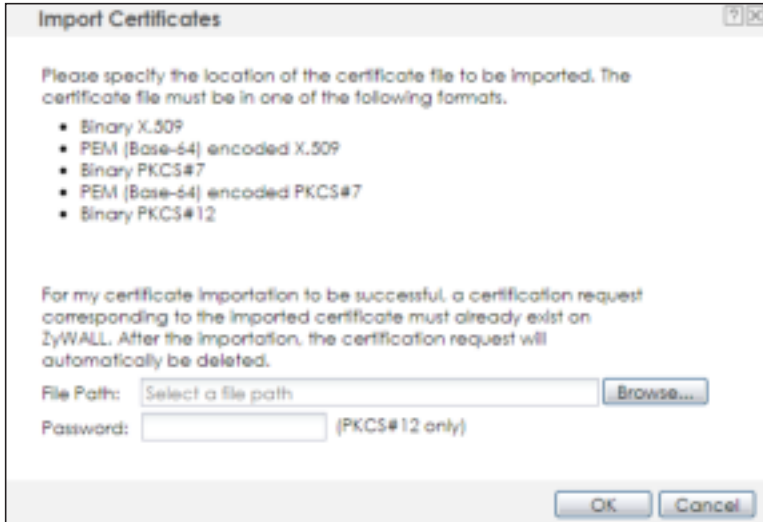 Import Certificates
Please specify the location of the certificate file to be imported. The
certificate file must be in one of the following formats.
• Binary X.509
• PEM (Base-64) encoded X.509
• Binary PKCS#7
• PEM (Base-64) encoded PKCS#7
• Binary PKCS#12
For my certificate importation to be successful, a certification request
corresponding to the imported certificate must already exist on
ZyWALL. After the importation, the certification request will
automatically be deleted.
File Path: Select a file path Browse...
Password: (PKCS#12 only)
OK Cancel